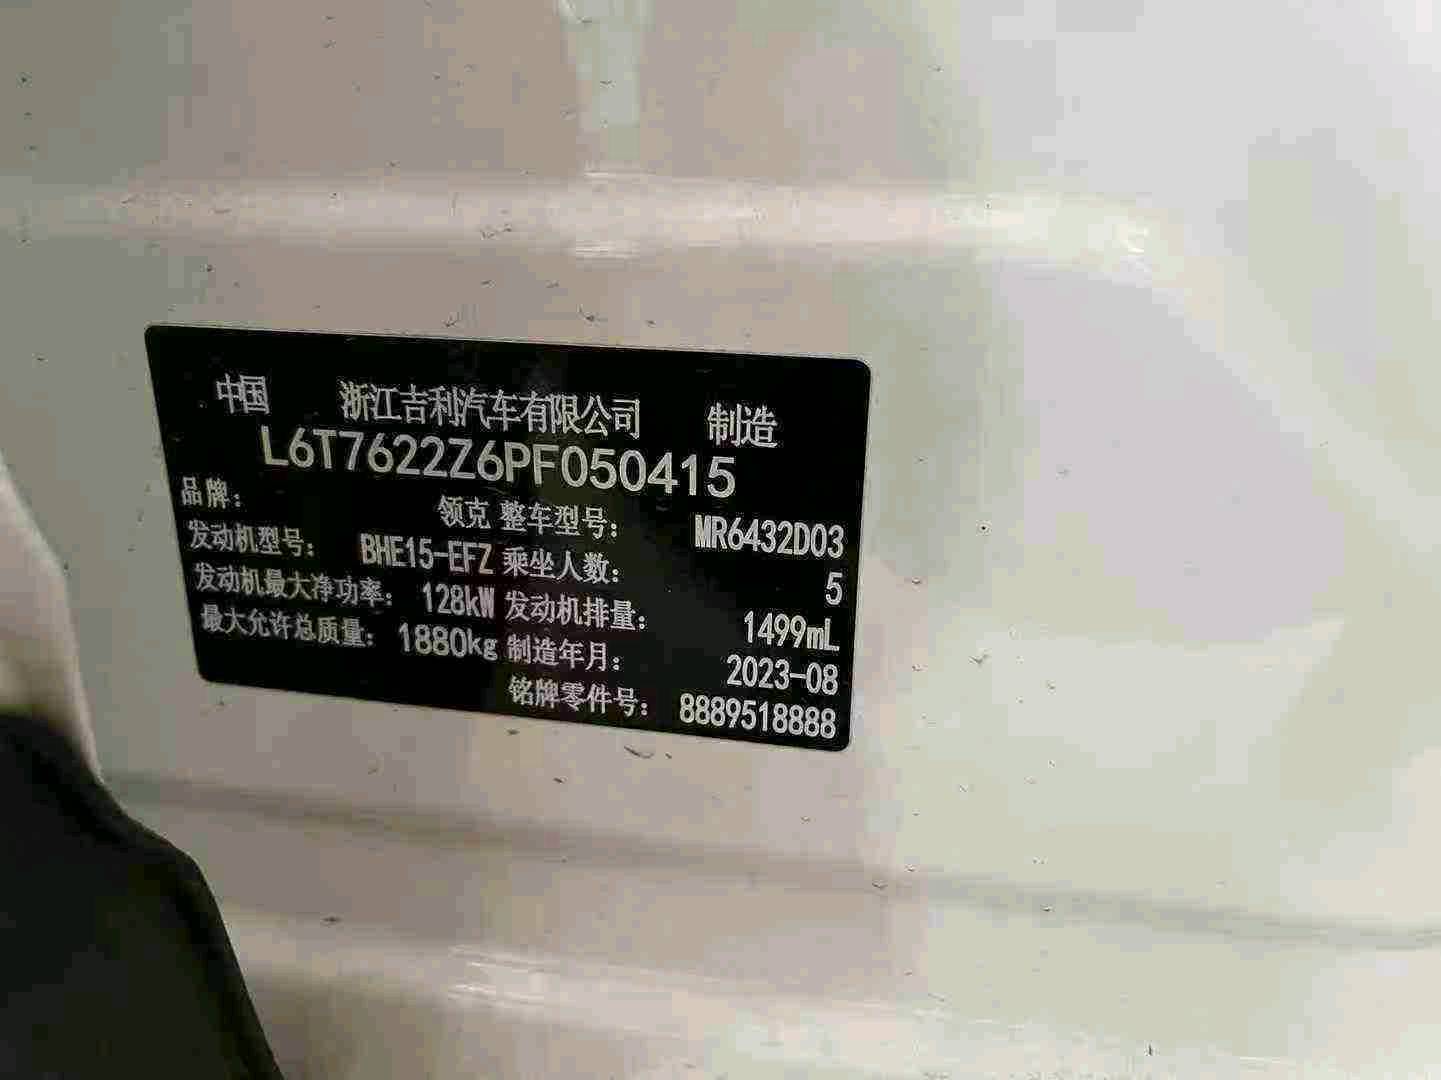 中国 浙江吉利汽车有限公司 制造
L6T7622Z6PF050415
品牌: 领克 整车型号: MR6432D03
发动机型号: BHE15-EFZ 乘坐人数: 5
发动机最大净功率: 128kW 发动机排量: 1499mL
最大允许总质量: 1880kg 制造年月: 2023-08
铭牌零件号: 8889518888